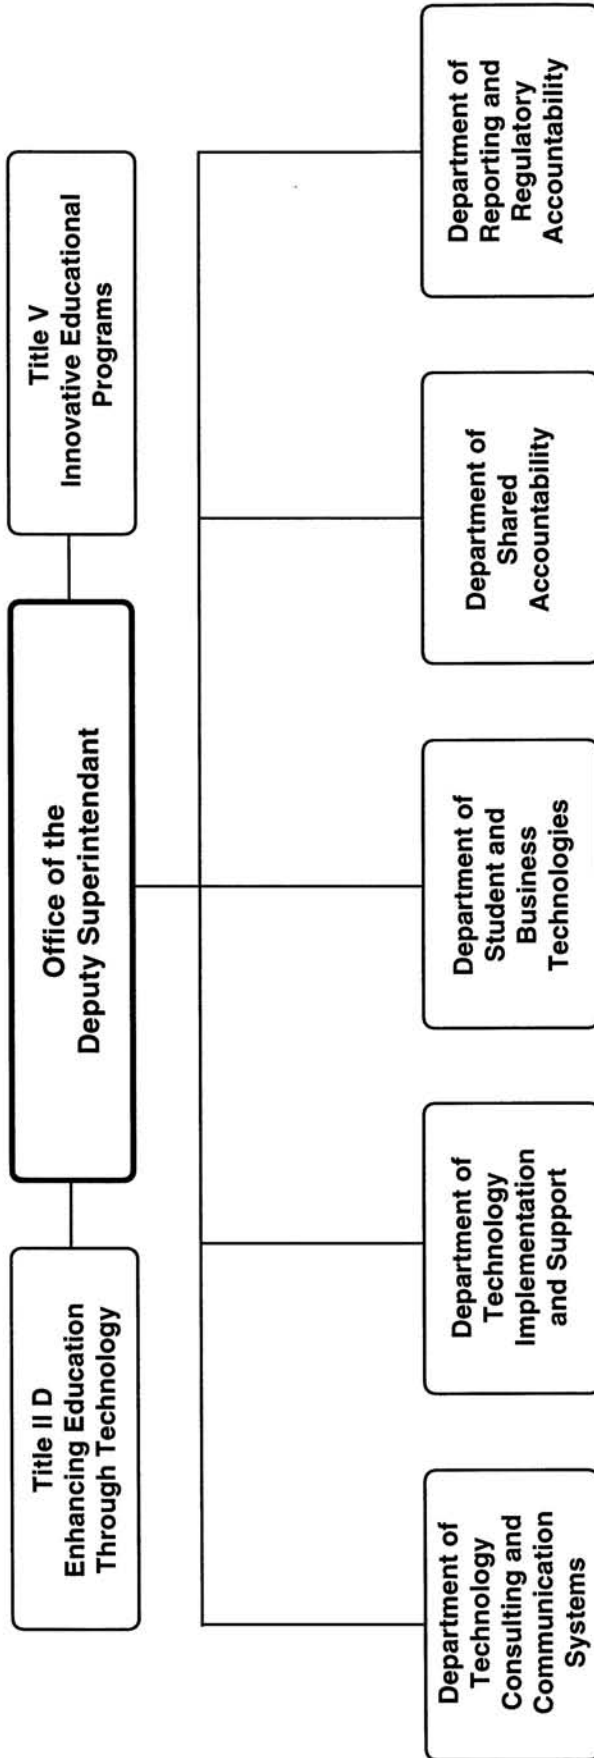 Office of the
Deputy Superintendant
Title II D
Enhancing Education
Through Technology
Title V
Innovative Educational
Programs
Department of
Technology
Consulting and
Communication
Systems
Department of
Technology
Implementation
and Support
Department of
Student and
Business
Technologies
Department of
Shared
Accountability
Department of
Reporting and
Regulatory
Accountability